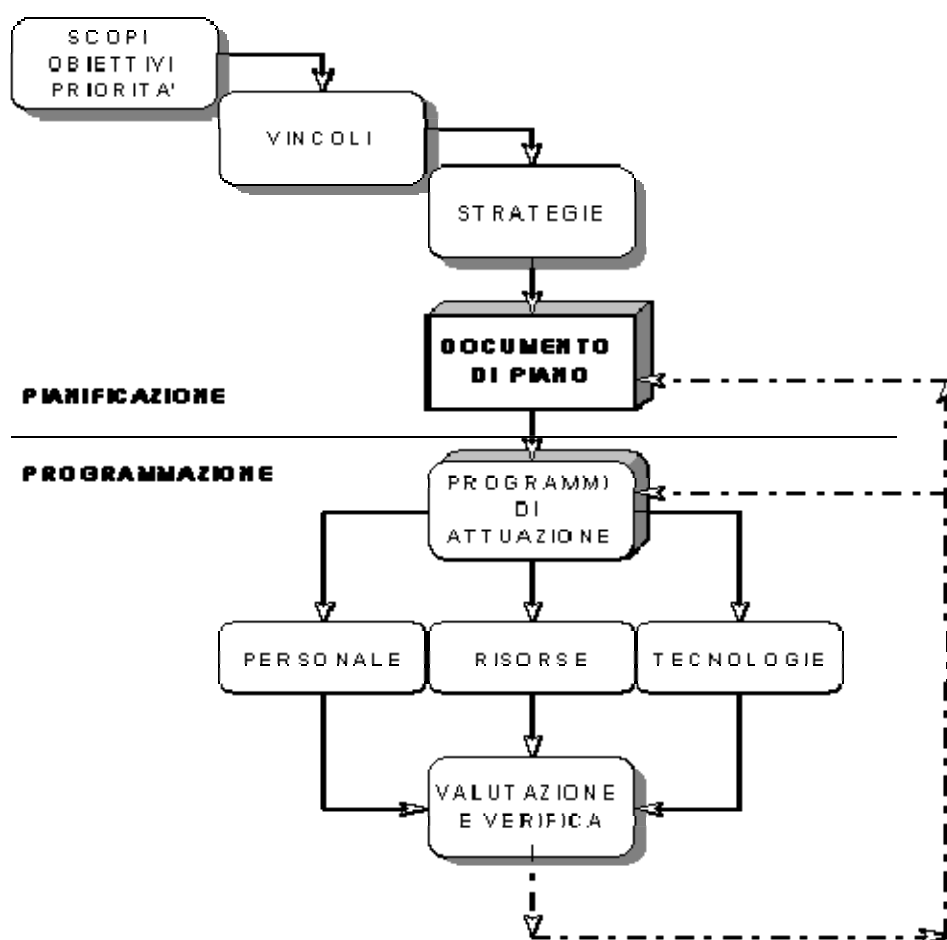 SCOPI
OBIETTIVI
PRIORITA'
VINCOLI
STRATEGIE
DOCUMENTO
DI PIANO
PIANIFICAZIONE
PROGRAMMAZIONE
PROGRAMMI
DI
ATTUAZIONE
PERSONALE
RISORSE
TECNOLOGIE
VALUTAZIONE
E VERIFICA